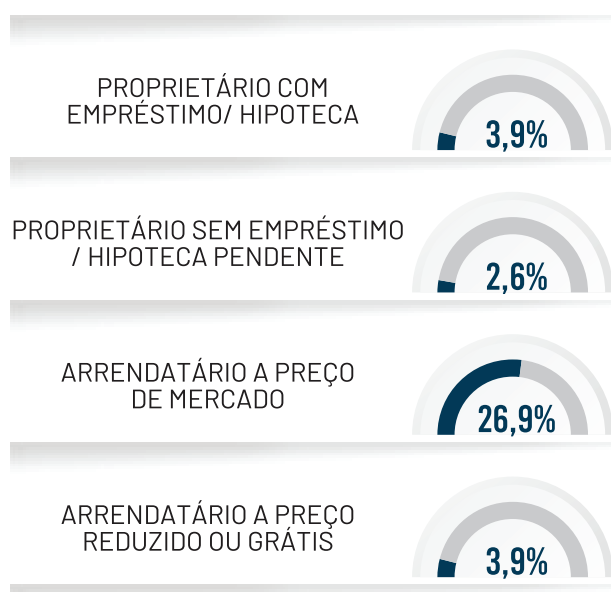 PROPRIETÁRIO COM
EMPRÉSTIMO/ HIPOTECA
3,9%
PROPRIETÁRIO SEM EMPRÉSTIMO
/ HIPOTECA PENDENTE
2,6%
ARRENDATÁRIO A PREÇO
DE MERCADO
26,9%
ARRENDATÁRIO A PREÇO
REDUZIDO OU GRÁTIS
3,9%